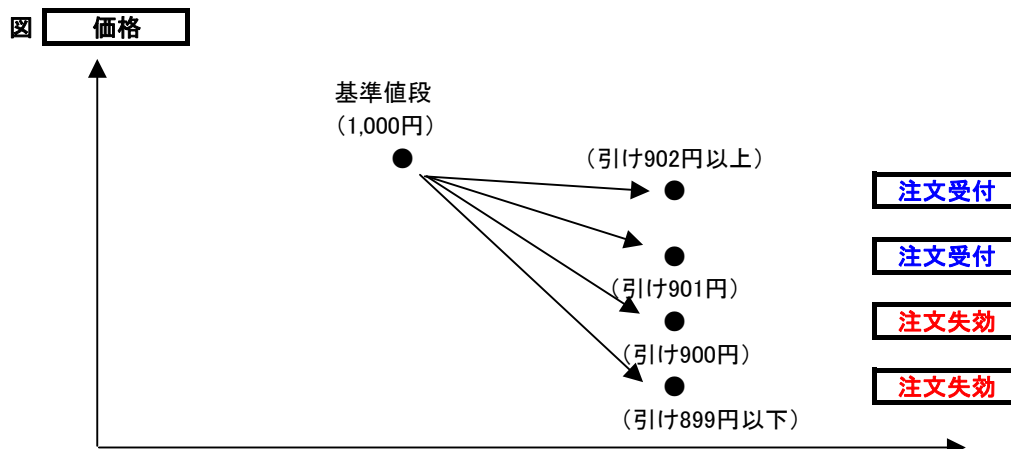 図 価格
基準値段
（1,000円）
（引け902円以上）
注文受付
注文受付
（引け901円）
注文失効
（引け900円）
注文失効
（引け899円以下）